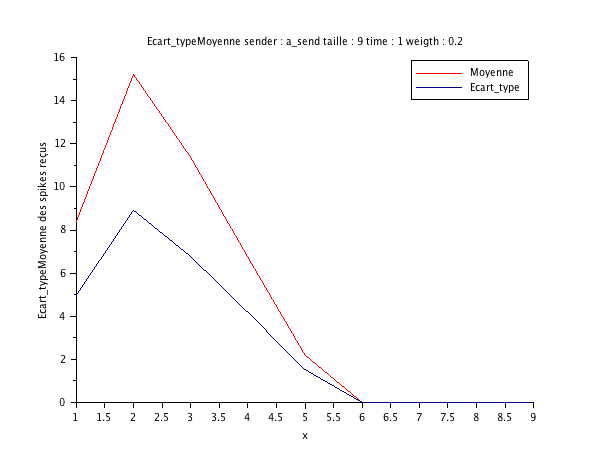 Ecart_typeMoyenne sender : a_send taille : 9 time : 1 weigth : 0.2
Moyenne
Ecart_type
Ecart_typeMoyenne des spikes reçus
16
14
12
10
8
6
4
2
0
1 1.5 2 2.5 3 3.5 4 4.5 5 5.5 6 6.5 7 7.5 8 8.5 9
x